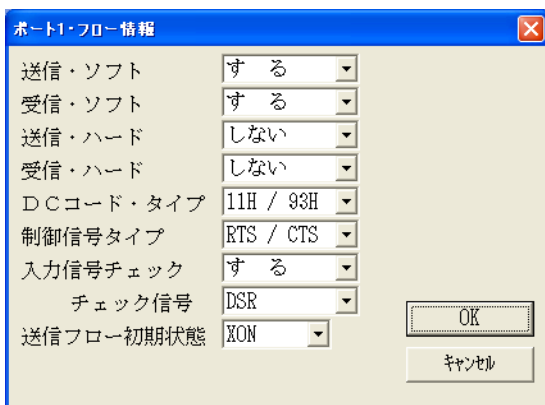 ポート1・フロー情報
送信・ソフト す　る
受信・ソフト す　る
送信・ハード しない
受信・ハード しない
ＤＣコード・タイプ 11H / 93H
制御信号タイプ RTS / CTS
入力信号チェック す　る
チェック信号 DSR
送信フロー初期状態 XON
OK
ｷｬﾝｾﾙ